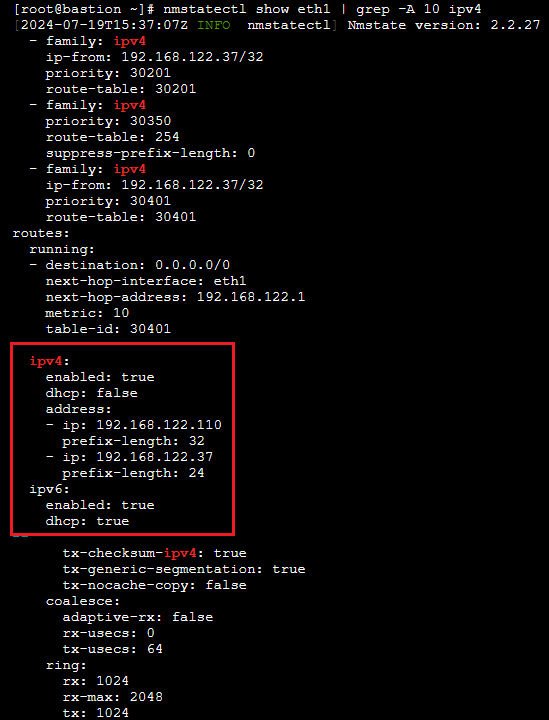 [root@bastion ~]# nmstatectl show eth1 | grep -A 10 ipv4
[2024-07-19T15:37:07Z INFO  nmstatectl] Nmstate version: 2.2.27
  - family: ipv4
    ip-from: 192.168.122.37/32
    priority: 30201
    route-table: 30201
  - family: ipv4
    priority: 30350
    route-table: 254
    suppress-prefix-length: 0
  - family: ipv4
    ip-from: 192.168.122.37/32
    priority: 30401
    route-table: 30401
routes:
  running:
  - destination: 0.0.0.0/0
    next-hop-interface: eth1
    next-hop-address: 192.168.122.1
    metric: 10
    table-id: 30401
  ipv4:
    enabled: true
    dhcp: false
    address:
    - ip: 192.168.122.110
      prefix-length: 32
    - ip: 192.168.122.37
      prefix-length: 24
  ipv6:
    enabled: true
    dhcp: true
      tx-checksum-ipv4: true
      tx-generic-segmentation: true
      tx-nocache-copy: false
    coalesce:
      adaptive-rx: false
      rx-usecs: 0
      tx-usecs: 64
    ring:
      rx: 1024
      rx-max: 2048
      tx: 1024